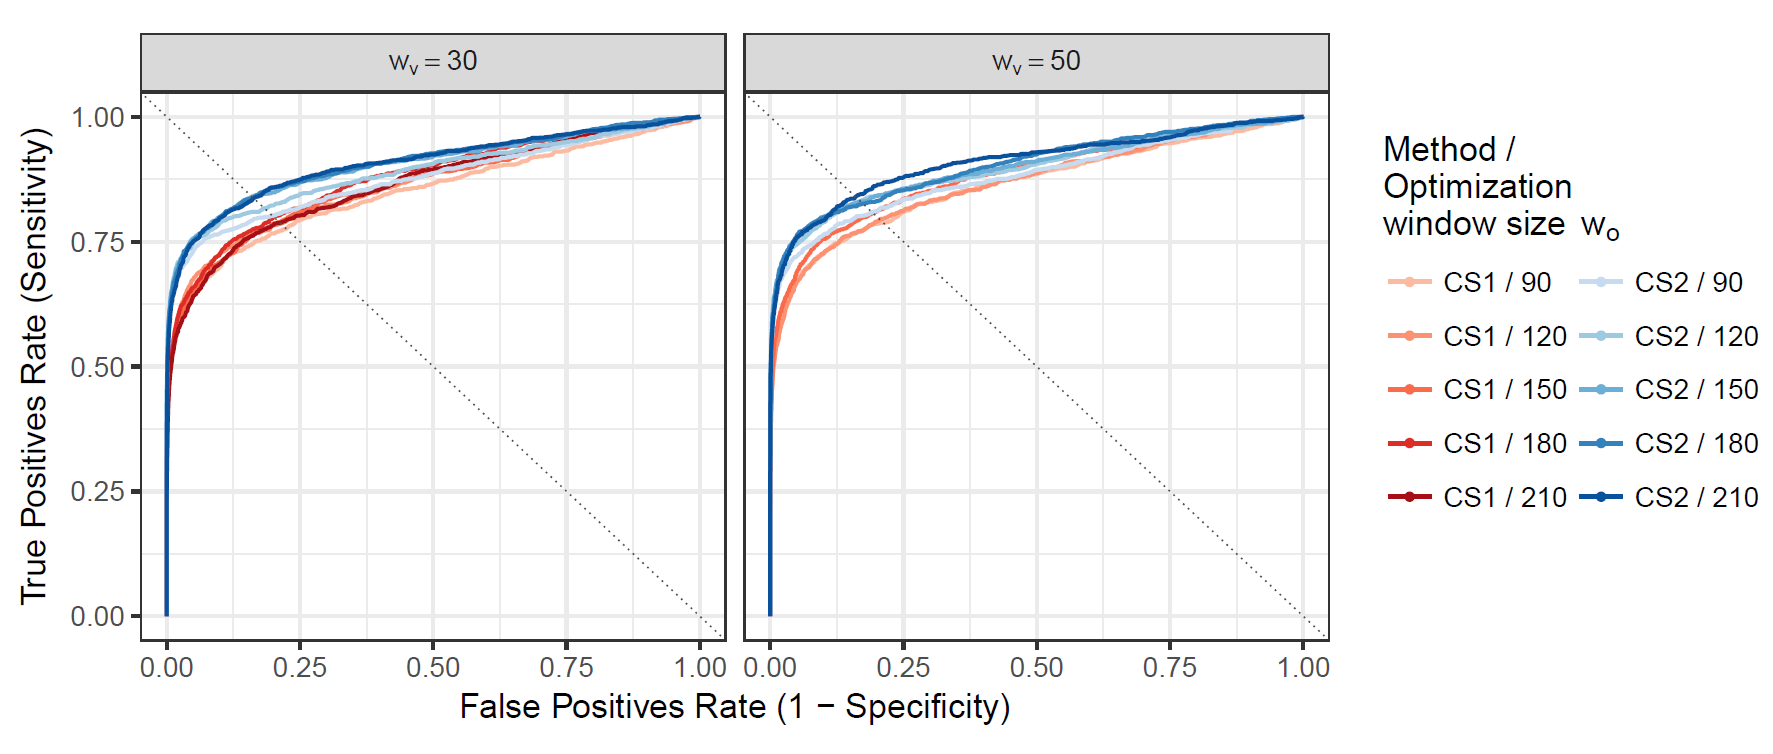 wᵥ = 30
wᵥ = 50
True Positives Rate (Sensitivity)
1.00
0.75
0.50
0.25
0.00
0.00 0.25 0.50 0.75 1.00
0.00 0.25 0.50 0.75 1.00
False Positives Rate (1 − Specificity)
Method /
Optimization
window size wₒ
CS1 / 90 CS2 / 90
CS1 / 120 CS2 / 120
CS1 / 150 CS2 / 150
CS1 / 180 CS2 / 180
CS1 / 210 CS2 / 210